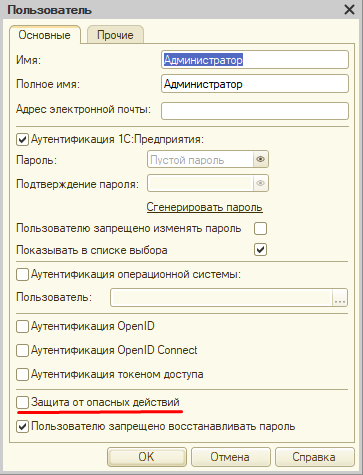 Пользователь
Основные Прочие
Имя: Администратор
Полное имя: Администратор
Адрес электронной почты:
Аутентификация 1С:Предприятия:
Пароль: Пустой пароль
Подтверждение пароля:
Сгенерировать пароль
Пользователю запрещено изменять пароль
Показывать в списке выбора
Аутентификация операционной системы:
Пользователь: ...
Аутентификация OpenID
Аутентификация OpenID Connect
Аутентификация токеном доступа
Защита от опасных действий
Пользователю запрещено восстанавливать пароль
OK Отмена Справка